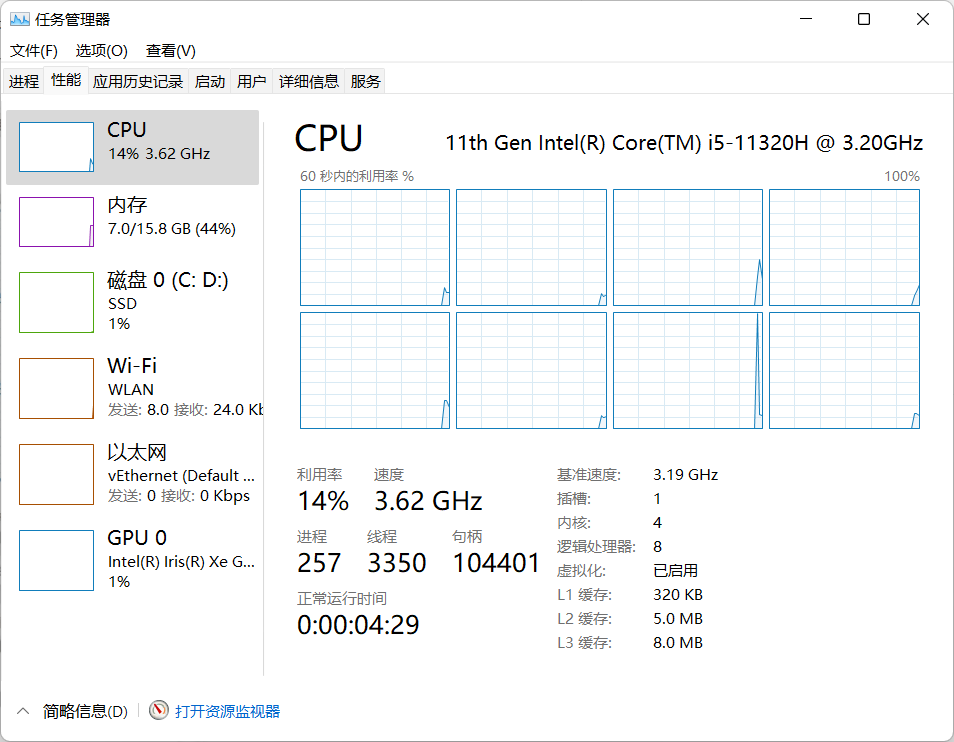 任务管理器
文件(F) 选项(O) 查看(V)
进程 性能 应用历史记录 启动 用户 详细信息 服务
CPU
14% 3.62 GHz
内存
7.0/15.8 GB (44%)
磁盘 0 (C: D:)
SSD
1%
Wi-Fi
WLAN
发送: 8.0 接收: 24.0 Kb
以太网
vEthernet (Default ...
发送: 0 接收: 0 Kbps
GPU 0
Intel(R) Iris(R) Xe G...
1%
CPU 11th Gen Intel(R) Core(TM) i5-11320H @ 3.20GHz
60 秒内的利用率 % 100%
利用率 速度
14% 3.62 GHz
进程 线程 句柄
257 3350 104401
正常运行时间
0:00:04:29
基准速度: 3.19 GHz
插槽: 1
内核: 4
逻辑处理器: 8
虚拟化: 已启用
L1 缓存: 320 KB
L2 缓存: 5.0 MB
L3 缓存: 8.0 MB
简略信息(D) 打开资源监视器